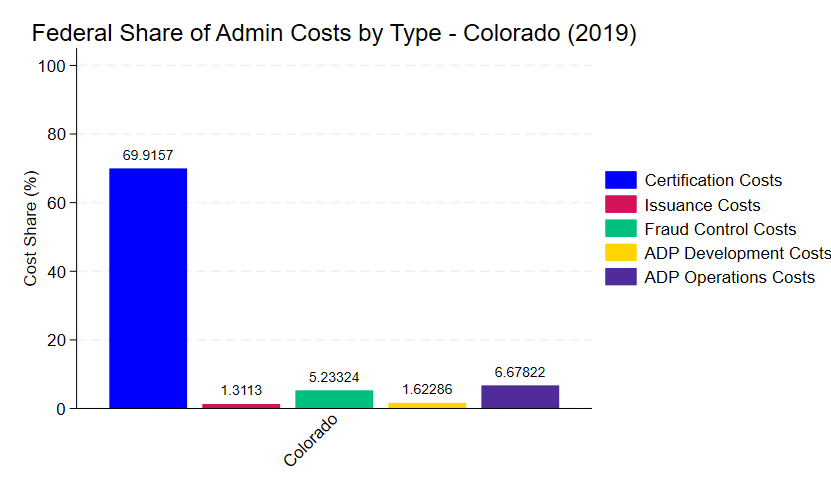 Federal Share of Admin Costs by Type - Colorado (2019)
100
80
60
40
20
0
Cost Share (%)
69.9157
1.3113
5.23324
1.62286
6.67822
Colorado
Certification Costs
Issuance Costs
Fraud Control Costs
ADP Development Costs
ADP Operations Costs